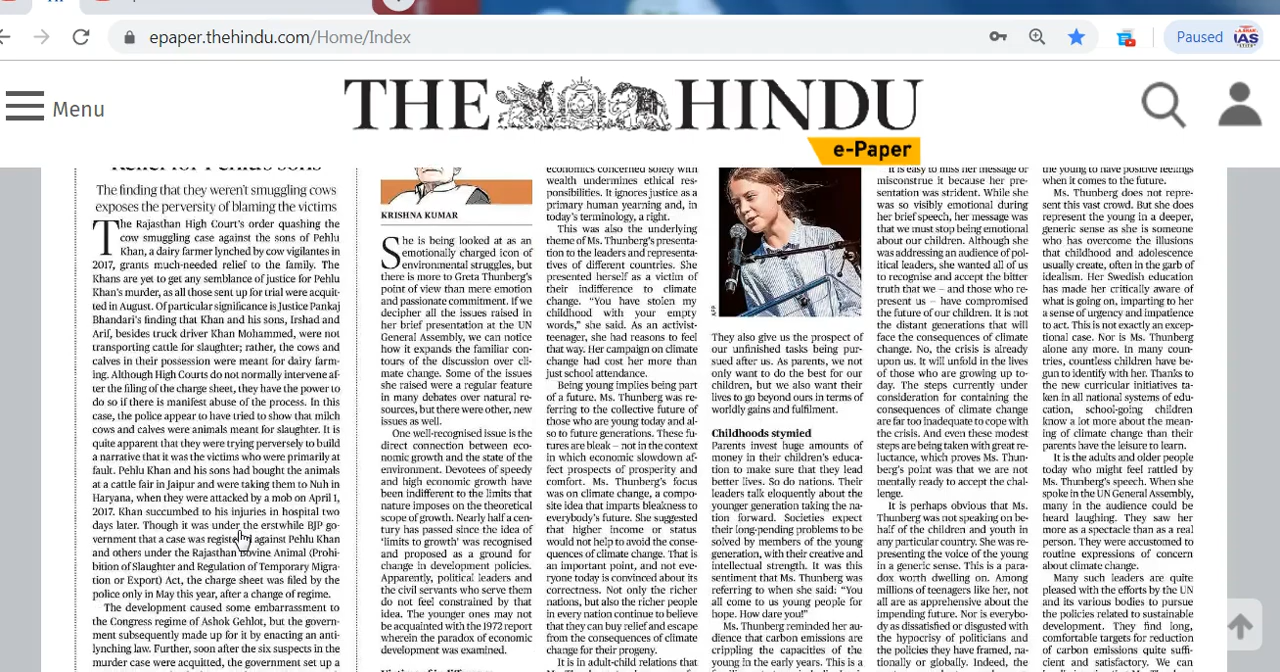 epaper.thehindu.com/Home/Index
Paused
IAS
Menu
THE HINDU
e-Paper
Relief for Pehlu's sons
The finding that they weren't smuggling cows
exposes the perversity of blaming the victims
The Rajasthan High Court's order quashing the
cow smuggling case against the sons of Pehlu
Khan, a dairy farmer lynched by cow vigilantes in
2017, grants much-needed relief to the family. The
Khans are yet to get any semblance of justice for Pehlu
Khan's murder, as all those sent up for trial were acquit-
ted in August. Of particular significance is Justice Pankaj
Bhandari's finding that Khan and his sons, Irshad and
Arif, besides truck driver Khan Mohammed, were not
transporting cattle for slaughter; rather, the cows and
calves in their possession were meant for dairy farm-
ing. Although High Courts do not normally intervene af-
ter the filing of the charge sheet, they have the power to
do so if there is manifest abuse of the process. In this
case, the police appear to have tried to show that milch
cows and calves were animals meant for slaughter. It is
quite apparent that they were trying perversely to build
a narrative that it was the victims who were primarily at
fault. Pehlu Khan and his sons had bought the animals
at a cattle fair in Jaipur and were taking them to Nuh in
Haryana, when they were attacked by a mob on April 1,
2017. Khan succumbed to his injuries in hospital two
days later. Though it was under the erstwhile BJP go-
vernment that a case was registered against Pehlu Khan
and others under the Rajasthan Bovine Animal (Prohi-
bition of Slaughter and Regulation of Temporary Migra-
tion or Export) Act, the charge sheet was filed by the
police only in May this year, after a change of regime.
The development caused some embarrassment to
the Congress regime of Ashok Gehlot, but the govern-
ment subsequently made up for it by enacting an anti-
lynching law. Further, soon after the six suspects in the
murder case were acquitted, the government set up a
KRISHNA KUMAR
She is being looked at as an
emotionally charged icon of
environmental struggles, but
there is more to Greta Thunberg's
point of view than mere emotion
and passionate commitment. If we
decipher all the issues raised in
her brief presentation at the UN
General Assembly, we can notice
how it expands the familiar con-
tours of the discussion over cli-
mate change. Some of the issues
she raised were a regular feature
in many debates over natural re-
sources, but there were other, new
issues as well.
One well-recognised issue is the
direct connection between eco-
nomic growth and the state of the
environment. Devotees of speedy
and high economic growth have
been indifferent to the limits that
nature imposes on the theoretical
scope of growth. Nearly half a cen-
tury has passed since the idea of
'limits to growth' was recognised
and proposed as a ground for
change in development policies.
Apparently, political leaders and
the civil servants who serve them
do not feel constrained by that
idea. The younger ones may not
be acquainted with the 1972 report
wherein the paradox of economic
development was examined.
economics concerned solely with
wealth undermines ethical res-
ponsibilities. It ignores justice as a
primary human yearning and, in
today's terminology, a right.
This was also the underlying
theme of Ms. Thunberg's presenta-
tion to the leaders and representa-
tives of different countries. She
presented herself as a victim of
their indifference to climate
change. "You have stolen my
childhood with your empty
words," she said. As an activist-
teenager, she had reasons to feel
that way. Her campaign on climate
change had cost her more than
just school attendance.
Being young implies being part
of a future. Ms. Thunberg was re-
ferring to the collective future of
those who are young today and al-
so to future generations. These fu-
tures are bleak – not in the context
in which economic slowdown af-
fect prospects of prosperity and
comfort. Ms. Thunberg's focus
was on climate change, a compo-
site idea that imparts bleakness to
everybody's future. She suggested
that higher income or status
would not help to avoid the conse-
quences of climate change. That is
an important point, and not eve-
ryone today is convinced about its
correctness. Not only the richer
nations, but also the richer people
in every nation continue to believe
that they can buy relief and escape
from the consequences of climate
change for their progeny.
It is in adult-child relations that
AFP
They also give us the prospect of
our unfinished tasks being pur-
sued after us. As parents, we not
only want to do the best for our
children, but we also want their
lives to go beyond ours in terms of
worldly gains and fulfilment.
Childhoods stymied
Parents invest huge amounts of
money in their children's educa-
tion to make sure that they lead
better lives. So do nations. Their
leaders talk eloquently about the
younger generation taking the na-
tion forward. Societies expect
their long-pending problems to be
solved by members of the young
generation, with their creative and
intellectual strength. It was this
sentiment that Ms. Thunberg was
referring to when she said: "You
all come to us young people for
hope. How dare you!"
Ms. Thunberg reminded her au-
dience that carbon emissions are
crippling the capacities of the
young in the early years. This is a
It is easy to miss her message or
misconstrue it because her pre-
sentation was strident. While she
was so visibly emotional during
her brief speech, her message was
that we must stop being emotional
about our children. Although she
was addressing an audience of pol-
itical leaders, she wanted all of us
to recognise and accept the bitter
truth that we – and those who re-
present us – have compromised
the future of our children. It is not
the distant generations that will
face the consequences of climate
change. No, the crisis is already
upon us. It will unfold in the lives
of those who are growing up to-
day. The steps currently under
consideration for containing the
consequences of climate change
are far too inadequate to cope with
the crisis. And even these modest
steps are being taken with great re-
luctance, which proves Ms. Thun-
berg's point was that we are not
mentally ready to accept the chal-
lenge.
It is perhaps obvious that Ms.
Thunberg was not speaking on be-
half of the children and youth in
any particular country. She was re-
presenting the voice of the young
in a generic sense. This is a para-
dox worth dwelling on. Among
millions of teenagers like her, not
all are as apprehensive about the
impending future. Nor is everybo-
dy as dissatisfied or disgusted with
the hypocrisy of politicians and
the policies they have framed, na-
tionally or globally. Indeed, the
the young to have positive feelings
when it comes to the future.
Ms. Thunberg does not repre-
sent this vast crowd. But she does
represent the young in a deeper,
generic sense as she is someone
who has overcome the illusions
that childhood and adolescence
usually create, often in the garb of
idealism. Her Swedish education
has made her critically aware of
what is going on, imparting to her
a sense of urgency and impatience
to act. This is not exactly an excep-
tional case. Nor is Ms. Thunberg
alone any more. In many coun-
tries, countless children have be-
gun to identify with her. Thanks to
the new curricular initiatives ta-
ken in all national systems of edu-
cation, school-going children
know a lot more about the mean-
ing of climate change than their
parents have the leisure to learn.
It is the adults and older people
today who might feel rattled by
Ms. Thunberg's speech. When she
spoke in the UN General Assembly,
many in the audience could be
heard laughing. They saw her
more as a spectacle than as a real
person. They are accustomed to
routine expressions of concern
about climate change.
Many such leaders are quite
pleased with the efforts by the UN
and its various bodies to pursue
the policies related to sustainable
development. They find long,
comfortable targets for reduction
of carbon emissions quite suffi-
cient and satisfactory. We can